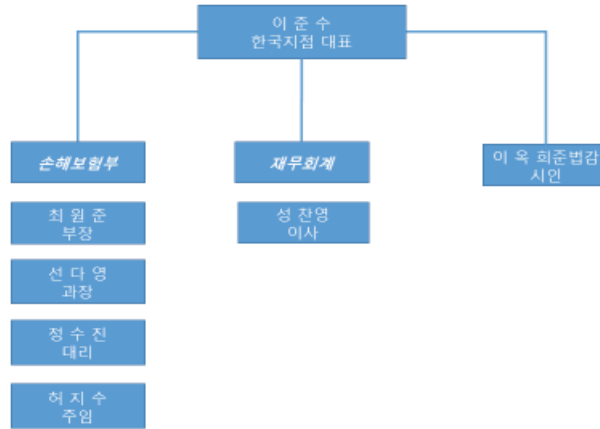 이 준 수
한국지점 대표
손해보험부
재무회계
이 옥 희준법감
시인
최 원 준
부장
성 찬영
이사
선 다 영
과장
정 수 진
대리
허 지 수
주임